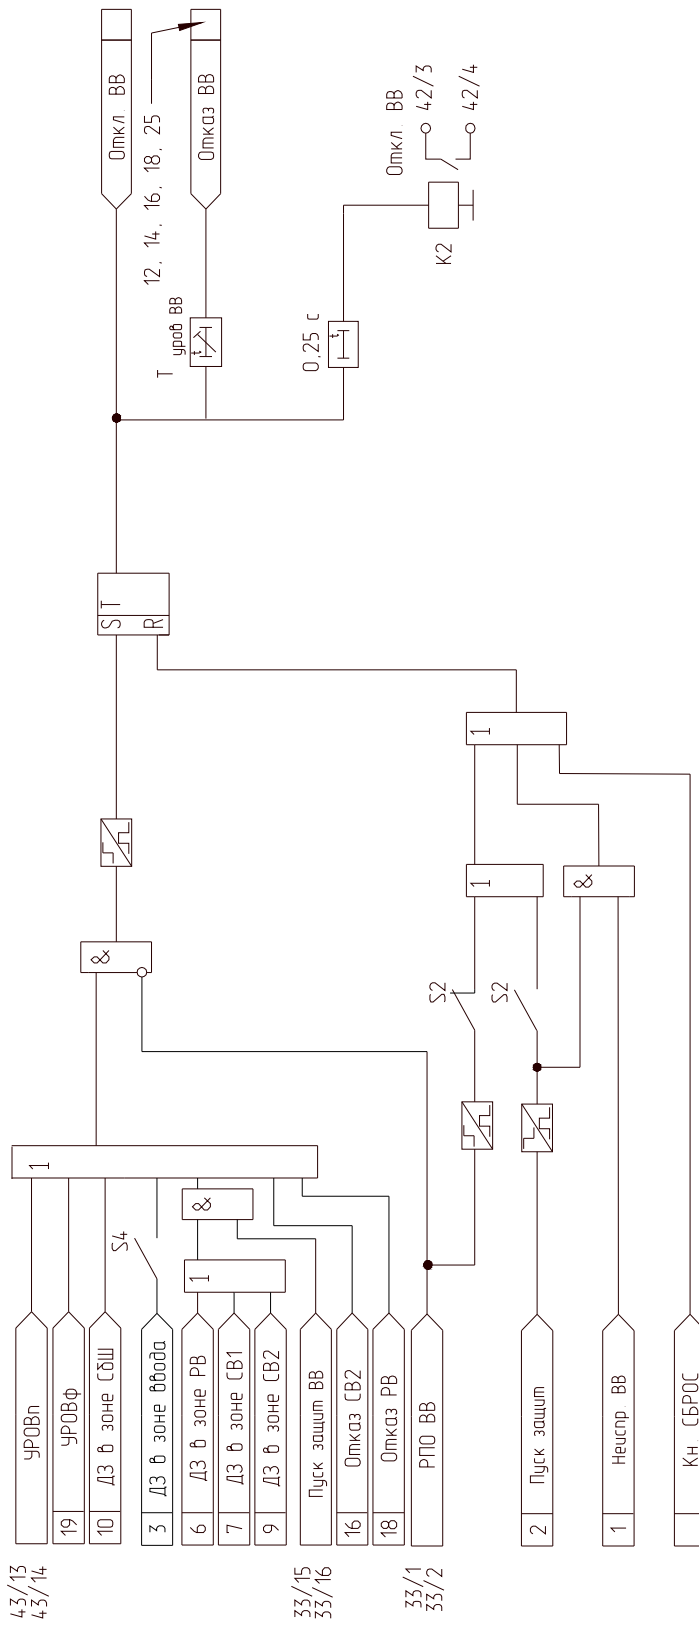 43/13
43/14
УРОВп
19 УРОВф
10 ДЗ в зоне СбШ
3 ДЗ в зоне ввода
6 ДЗ в зоне РВ
7 ДЗ в зоне СВ1
9 ДЗ в зоне СВ2
33/15
33/16
Пуск защит ВВ
16 Отказ СВ2
18 Отказ РВ
33/1
33/2
РПО ВВ
2 Пуск защит
1 Неиспр. ВВ
Кн. СБРОС
S4
1
&
1
&
S2
S2
1
&
1
S T
R
T уров ВВ
t
0,25 с
t
К2
Откл. ВВ
42/3
42/4
Откл. ВВ
Отказ ВВ
12, 14, 16, 18, 25